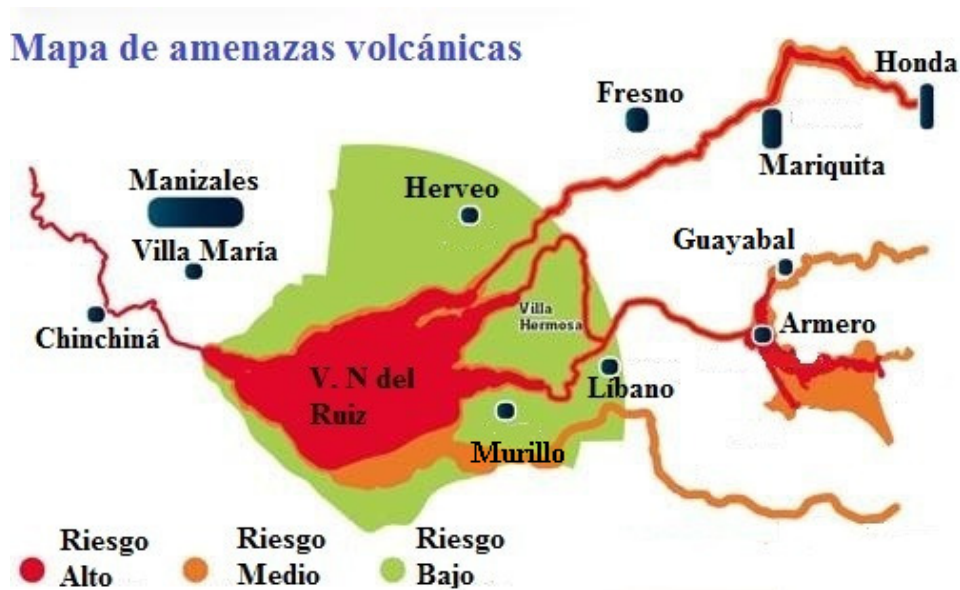 Mapa de amenazas volcánicas
Honda
Fresno
Mariquita
Manizales
Herveo
Villa María
Guayabal
Villa
Hermosa
Chinchiná
Armero
V. N del
Ruiz
Líbano
Murillo
Riesgo
Alto
Riesgo
Medio
Riesgo
Bajo